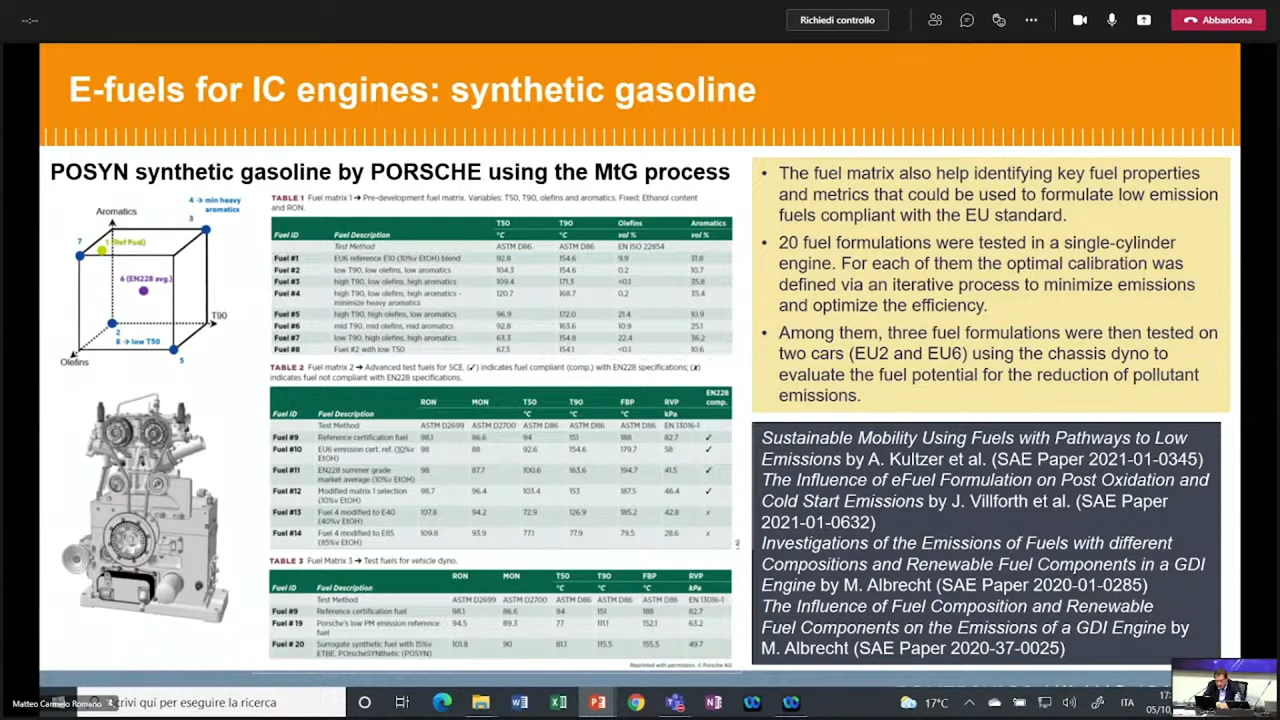 --:--
Richiedi controllo
Abbandona
E-fuels for IC engines: synthetic gasoline
POSYN synthetic gasoline by PORSCHE using the MtG process
Aromatics
4 → min heavy
aromatics
3
7
1 (Ref Fuel)
6 (EN228 avg.)
T90
2
8 → low T50
Olefins
5
TABLE 1 Fuel matrix 1 → Pre-development fuel matrix. Variables: T50, T90, olefins and aromatics. Fixed: Ethanol content
and RON.
T50 T90 Olefins Aromatics
Fuel ID Fuel Description °C °C vol % vol %
Test Method ASTM D86 ASTM D86 EN ISO 22854
Fuel #1 EU6 reference E10 (10%v EtOH) blend 92.8 154.6 9.9 31.8
Fuel #2 low T90, low olefins, low aromatics 104.3 154.6 0.2 10.7
Fuel #3 high T90, low olefins, high aromatics 109.4 171.3 <0.1 35.8
Fuel #4 high T90, low olefins, high aromatics - 120.7 168.7 0.2 35.4
minimize heavy aromatics
Fuel #5 high T90, high olefins, low aromatics 96.9 172.0 21.4 10.9
Fuel #6 mid T90, mid olefins, mid aromatics 92.8 163.6 10.9 25.1
Fuel #7 low T90, high olefins, high aromatics 63.3 154.8 22.4 36.2
Fuel #8 Fuel #2 with low T50 67.3 154.1 <0.1 10.6
TABLE 2 Fuel matrix 2 → Advanced test fuels for SCE. (✓) indicates fuel compliant (comp.) with EN228 specifications; (x)
indicates fuel not compliant with EN228 specifications.
RON MON T50 T90 FBP RVP EN228
comp.
Fuel ID Fuel Description °C °C °C kPa
Test Method: ASTM D2699 ASTM D2700 ASTM D86 ASTM D86 ASTM D86 EN 13016-1
Fuel #9 Reference certification fuel 98.1 86.6 94 151 188 82.7 ✓
Fuel #10 EU6 emission cert. ref. (10%v 98 88 92.6 154.6 179.7 58 ✓
EtOH)
Fuel #11 EN228 summer grade 98 87.7 100.6 163.6 194.7 41.5 ✓
market average (10%v EtOH)
Fuel #12 Modified matrix 1 selection 98.7 96.4 103.4 153 187.5 46.4 ✓
(10%v EtOH)
Fuel #13 Fuel 4 modified to E40 107.8 94.2 72.9 126.9 185.2 42.8 x
(40%v EtOH)
Fuel #14 Fuel 4 modified to E85 109.8 93.9 77.1 77.9 79.5 28.6 x
(85%v EtOH)
TABLE 3 Fuel Matrix 3 → Test fuels for vehicle dyno.
RON MON T50 T90 FBP RVP
Fuel ID Fuel Description °C °C °C kPa
Test Method ASTM D2699 ASTM D2700 ASTM D86 ASTM D86 ASTM D86 EN 13016-1
Fuel #9 Reference certification fuel 98.1 86.6 94 151 188 82.7
Fuel # 19 Porsche's low PM emission reference 94.5 89.3 77 111.1 152.1 63.2
fuel
Fuel # 20 Surrogate synthetic fuel with 15%v 101.8 90 81.1 115.5 155.5 49.7
ETBE. POrscheSYNthetic (POSYN)
Reprinted with permission. © Porsche AG
• The fuel matrix also help identifying key fuel properties
and metrics that could be used to formulate low emission
fuels compliant with the EU standard.
• 20 fuel formulations were tested in a single-cylinder
engine. For each of them the optimal calibration was
defined via an iterative process to minimize emissions
and optimize the efficiency.
• Among them, three fuel formulations were then tested on
two cars (EU2 and EU6) using the chassis dyno to
evaluate the fuel potential for the reduction of pollutant
emissions.
Sustainable Mobility Using Fuels with Pathways to Low
Emissions by A. Kultzer et al. (SAE Paper 2021-01-0345)
The Influence of eFuel Formulation on Post Oxidation and
Cold Start Emissions by J. Villforth et al. (SAE Paper
2021-01-0632)
Investigations of the Emissions of Fuels with different
Compositions and Renewable Fuel Components in a GDI
Engine by M. Albrecht (SAE Paper 2020-01-0285)
The Influence of Fuel Composition and Renewable
Fuel Components on the Emissions of a GDI Engine by
M. Albrecht (SAE Paper 2020-37-0025)
Matteo Carmelo Romano
crivi qui per eseguire la ricerca
17°C
ITA
17:
05/10